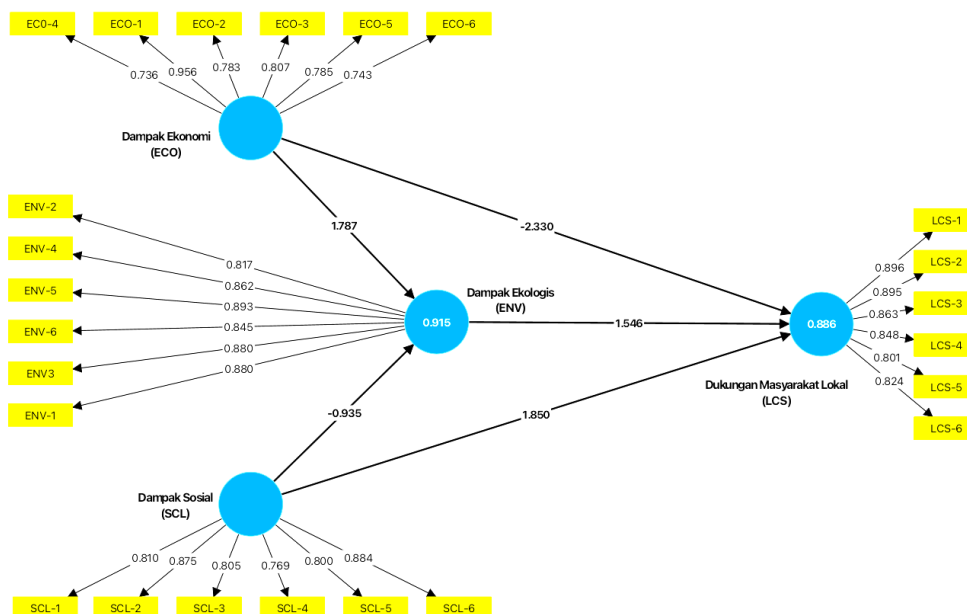 EC0-4 ECO-1 ECO-2 ECO-3 ECO-5 ECO-6
0.736 0.956 0.783 0.807 0.785 0.743
Dampak Ekonomi
(ECO)
ENV-2
ENV-4
ENV-5
ENV-6
ENV3
ENV-1
0.817
0.862
0.893
0.845
0.880
0.880
1.787
-2.330
Dampak Ekologis
(ENV)
0.915
1.546
0.886
LCS-1
LCS-2
LCS-3
LCS-4
LCS-5
LCS-6
0.896
0.895
0.863
0.848
0.801
0.824
Dukungan Masyarakat Lokal
(LCS)
-0.935
1.850
Dampak Sosial
(SCL)
0.810 0.875 0.805 0.769 0.800 0.884
SCL-1 SCL-2 SCL-3 SCL-4 SCL-5 SCL-6